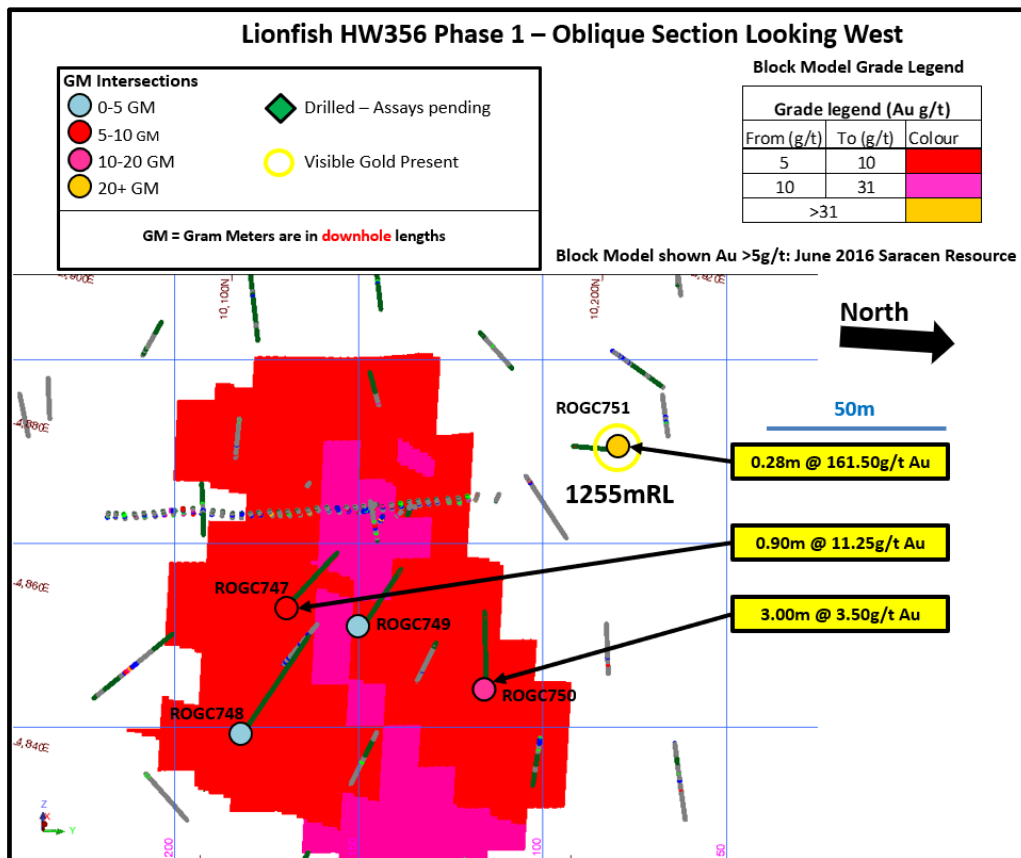 Lionfish HW356 Phase 1 – Oblique Section Looking West
GM Intersections
0-5 GM
5-10 GM
10-20 GM
20+ GM
Drilled – Assays pending
Visible Gold Present
GM = Gram Meters are in downhole lengths
Block Model Grade Legend
Grade legend (Au g/t)
From (g/t) To (g/t) Colour
5 10
10 31
>31
Block Model shown Au >5g/t: June 2016 Saracen Resource
10,100N
10,200N
North
50m
4,880E
ROGC751
0.28m @ 161.50g/t Au
1255mRL
0.90m @ 11.25g/t Au
4,860E
ROGC747
ROGC749
3.00m @ 3.50g/t Au
ROGC750
ROGC748
4,840E
Z
X
Y
200
100
50